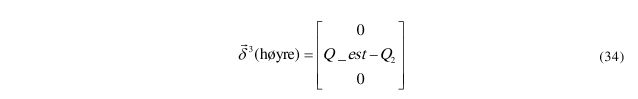 0
δ⃗ ³(høyre) = [ Q_est − Q₂ ] (34)
0